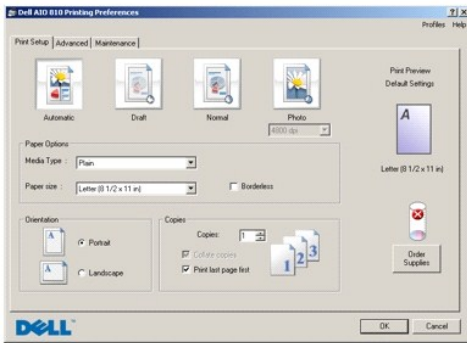 Dell AIO 810 Printing Preferences
Profiles Help
Print Setup Advanced Maintenance
Automatic Draft Normal Photo
4800 dpi
Print Preview
Default Settings
A
Letter (8 1/2 x 11 in)
Paper Options
Media Type : Plain
Paper size : Letter (8 1/2 x 11 in) Borderless
Orientation
A Portrait
A Landscape
Copies
Copies: 1
Collate copies
Print last page first
1 2 3
Order
Supplies
DELL™
OK Cancel